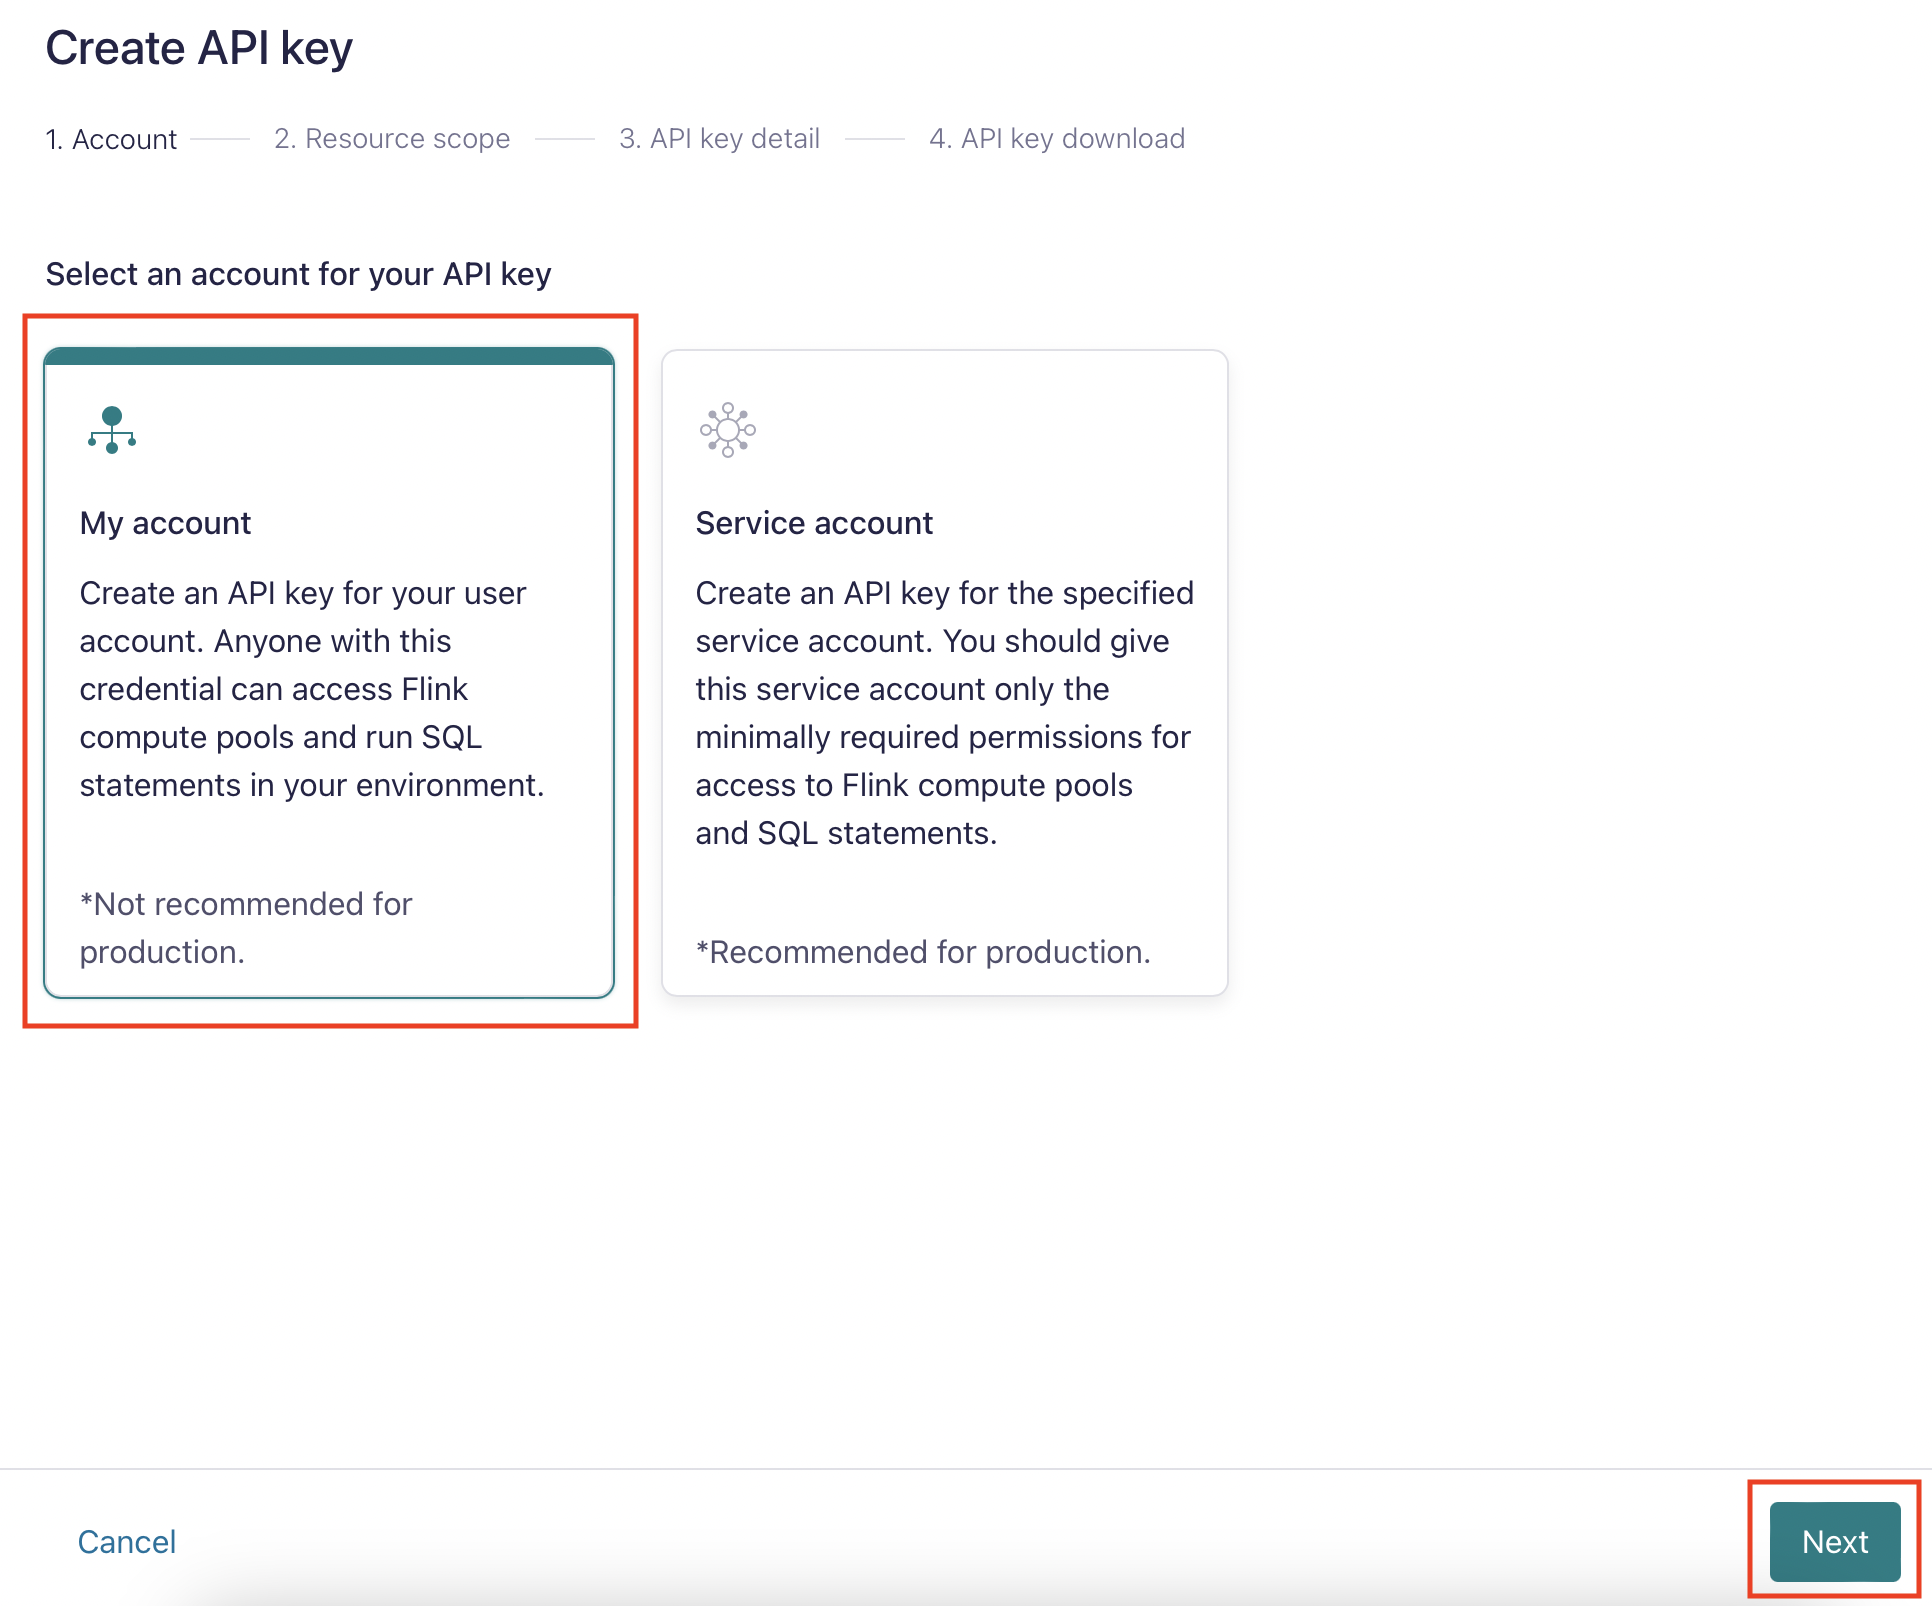 Create API key
1. Account
2. Resource scope
3. API key detail
4. API key download
Select an account for your API key
My account
Create an API key for your user
account. Anyone with this
credential can access Flink
compute pools and run SQL
statements in your environment.
*Not recommended for
production.
Service account
Create an API key for the specified
service account. You should give
this service account only the
minimally required permissions for
access to Flink compute pools
and SQL statements.
*Recommended for production.
Cancel
Next